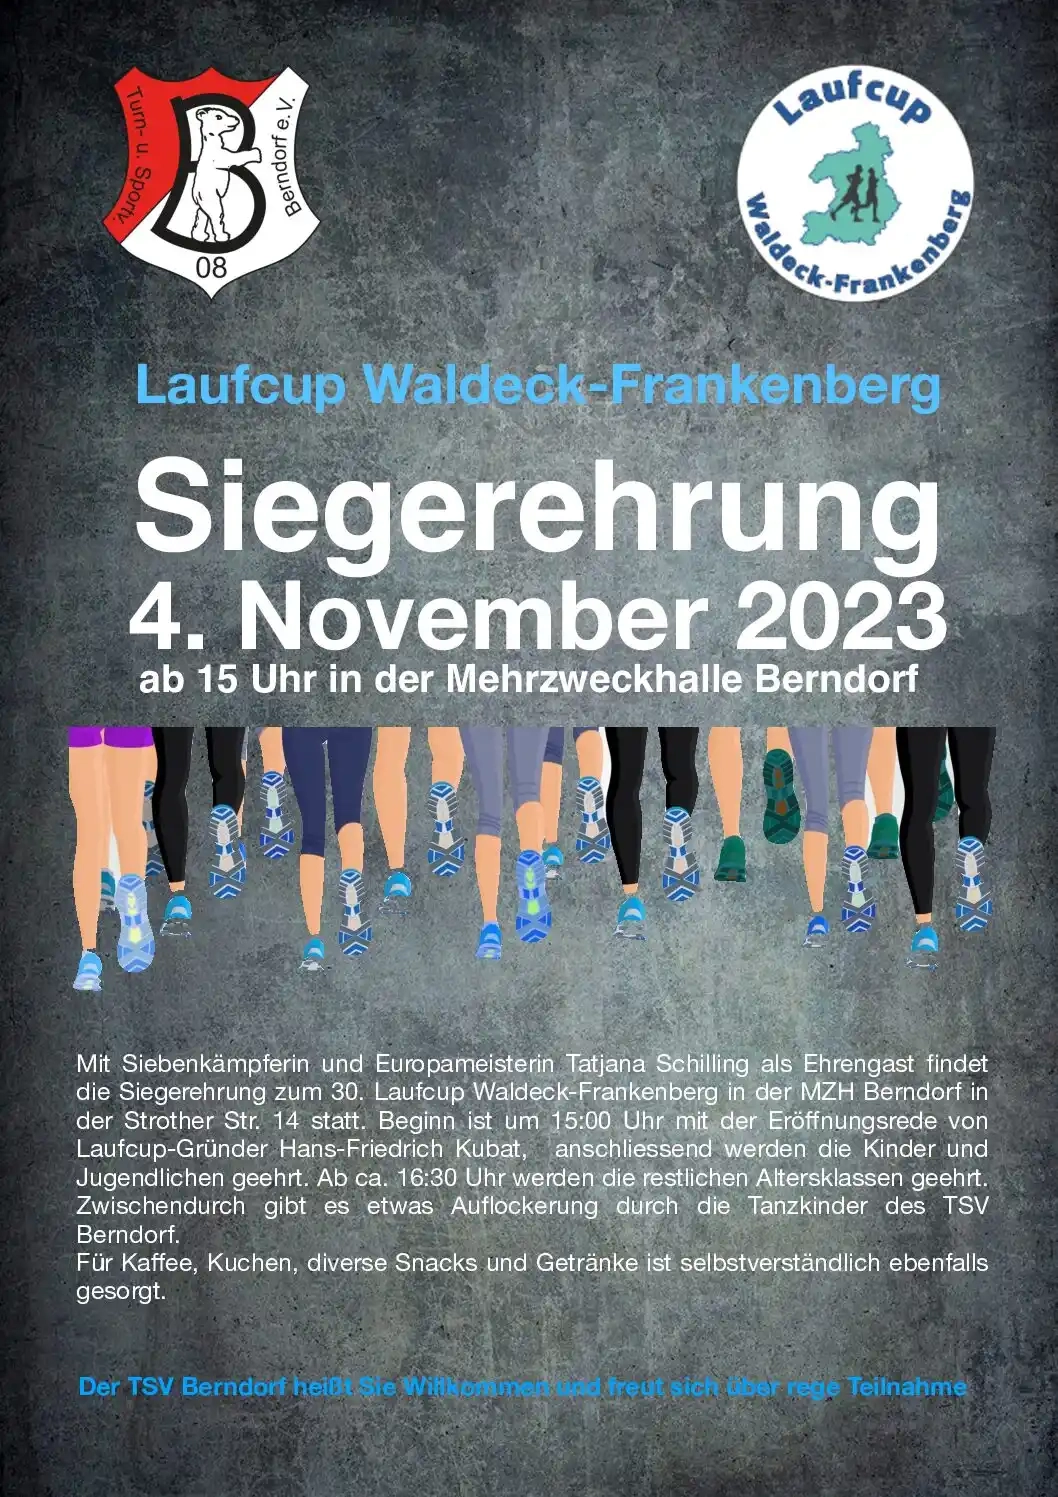 Turn- u. Sportv.
Berndorf e.V.
B
08
Laufcup
Waldeck-Frankenberg
Laufcup Waldeck-Frankenberg
Siegerehrung
4. November 2023
ab 15 Uhr in der Mehrzweckhalle Berndorf
Mit Siebenkämpferin und Europameisterin Tatjana Schilling als Ehrengast findet
die Siegerehrung zum 30. Laufcup Waldeck-Frankenberg in der MZH Berndorf in
der Strother Str. 14 statt. Beginn ist um 15:00 Uhr mit der Eröffnungsrede von
Laufcup-Gründer Hans-Friedrich Kubat, anschliessend werden die Kinder und
Jugendlichen geehrt. Ab ca. 16:30 Uhr werden die restlichen Altersklassen geehrt.
Zwischendurch gibt es etwas Auflockerung durch die Tanzkinder des TSV
Berndorf.
Für Kaffee, Kuchen, diverse Snacks und Getränke ist selbstverständlich ebenfalls
gesorgt.
Der TSV Berndorf heißt Sie Willkommen und freut sich über rege Teilnahme